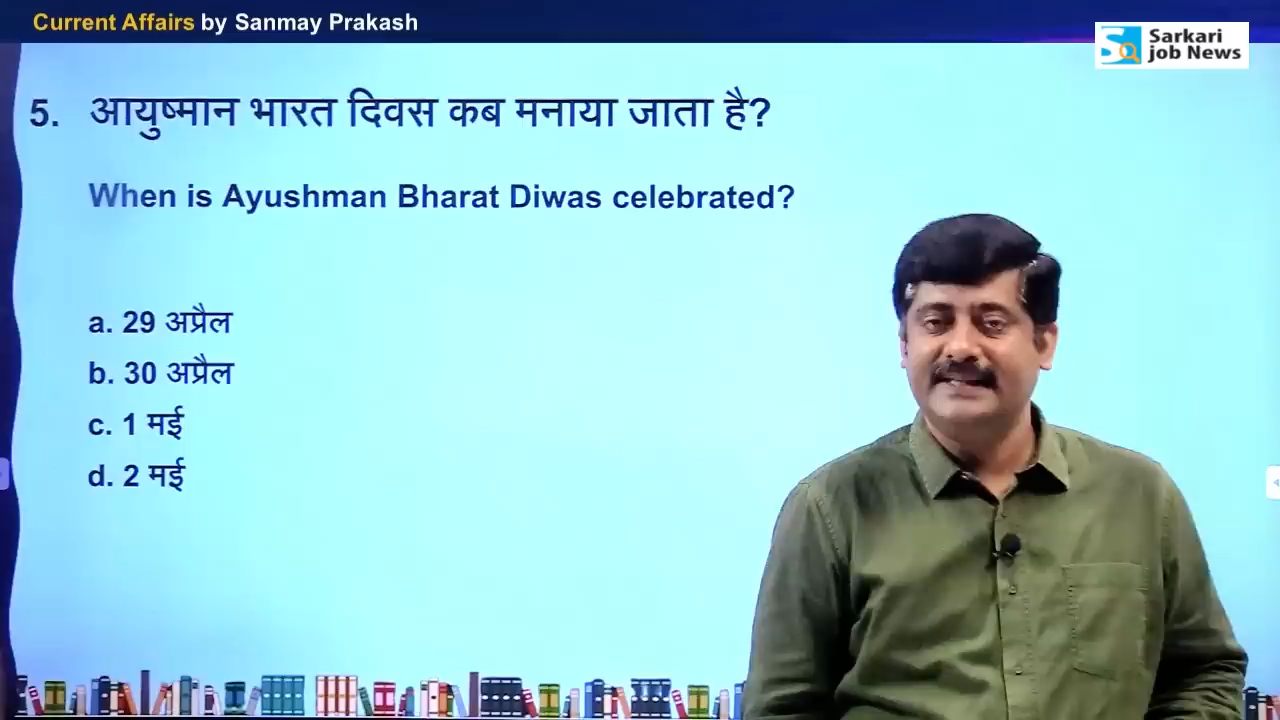 Current Affairs by Sanmay Prakash
Sarkari
job News
5. आयुष्मान भारत दिवस कब मनाया जाता है?
When is Ayushman Bharat Diwas celebrated?
a. 29 अप्रैल
b. 30 अप्रैल
c. 1 मई
d. 2 मई